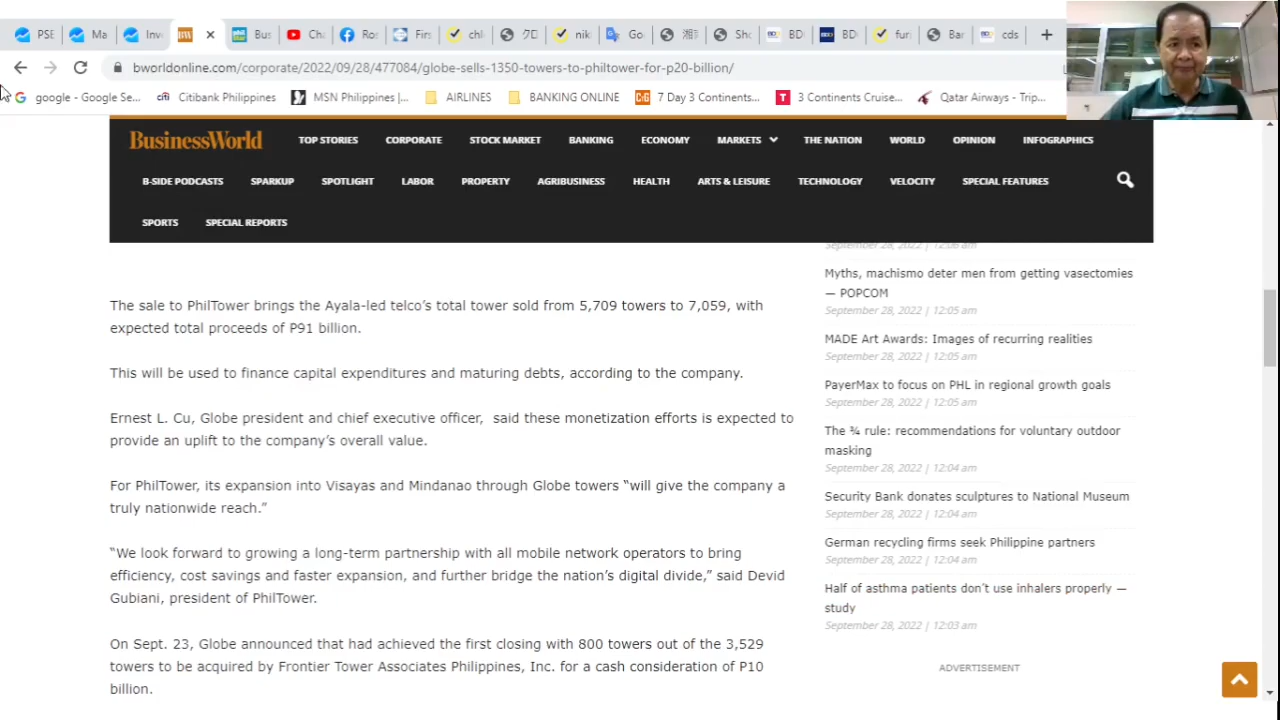 PSE
Ma
Inve
BW
Bus
Cha
Ros
Firs
nik
Go
Sho
BDO
BD
BDO
BD
fur
Bar
BDO
cds
bworldonline.com/corporate/2022/09/28/477064/globe-sells-1350-towers-to-philtower-for-p20-billion/
google - Google Se...
citi
Citibank Philippines
MSN Philippines |...
AIRLINES
BANKING ONLINE
7 Day 3 Continents...
T
3 Continents Cruise...
Qatar Airways - Trip...
BusinessWorld
TOP STORIES
CORPORATE
STOCK MARKET
BANKING
ECONOMY
MARKETS
THE NATION
WORLD
OPINION
INFOGRAPHICS
B-SIDE PODCASTS
SPARKUP
SPOTLIGHT
LABOR
PROPERTY
AGRIBUSINESS
HEALTH
ARTS & LEISURE
TECHNOLOGY
VELOCITY
SPECIAL FEATURES
SPORTS
SPECIAL REPORTS
The sale to PhilTower brings the Ayala-led telco's total tower sold from 5,709 towers to 7,059, with
expected total proceeds of P91 billion.
This will be used to finance capital expenditures and maturing debts, according to the company.
Ernest L. Cu, Globe president and chief executive officer, said these monetization efforts is expected to
provide an uplift to the company's overall value.
For PhilTower, its expansion into Visayas and Mindanao through Globe towers “will give the company a
truly nationwide reach.”
“We look forward to growing a long-term partnership with all mobile network operators to bring
efficiency, cost savings and faster expansion, and further bridge the nation's digital divide,” said Devid
Gubiani, president of PhilTower.
On Sept. 23, Globe announced that had achieved the first closing with 800 towers out of the 3,529
towers to be acquired by Frontier Tower Associates Philippines, Inc. for a cash consideration of P10
billion.
September 28, 2022 | 12:06 am
Myths, machismo deter men from getting vasectomies
— POPCOM
September 28, 2022 | 12:05 am
MADE Art Awards: Images of recurring realities
September 28, 2022 | 12:05 am
PayerMax to focus on PHL in regional growth goals
September 28, 2022 | 12:05 am
The ¾ rule: recommendations for voluntary outdoor
masking
September 28, 2022 | 12:04 am
Security Bank donates sculptures to National Museum
September 28, 2022 | 12:04 am
German recycling firms seek Philippine partners
September 28, 2022 | 12:04 am
Half of asthma patients don't use inhalers properly —
study
September 28, 2022 | 12:03 am
ADVERTISEMENT